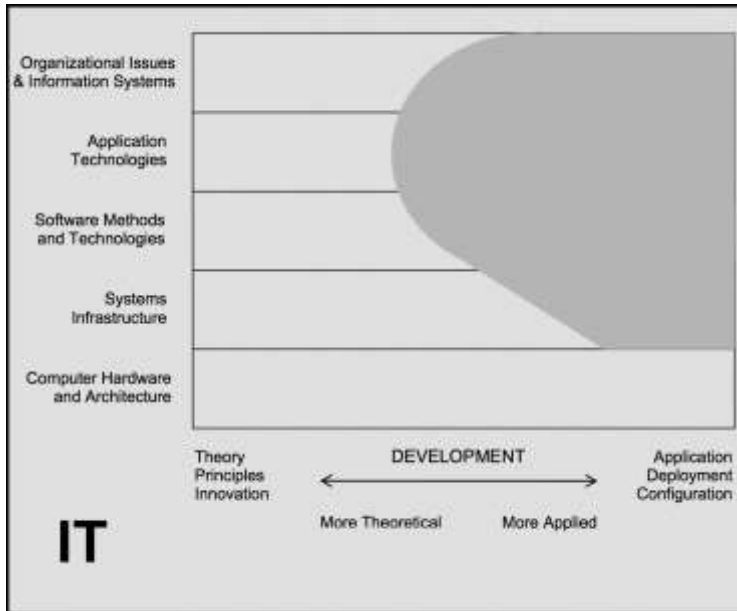 Organizational Issues
& Information Systems
Application
Technologies
Software Methods
and Technologies
Systems
Infrastructure
Computer Hardware
and Architecture
Theory
Principles
Innovation
DEVELOPMENT
More Theoretical
More Applied
Application
Deployment
Configuration
IT